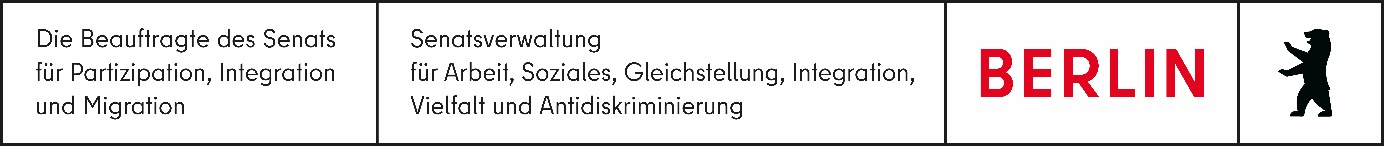 Die Beauftragte des Senats
für Partizipation, Integration
und Migration
Senatsverwaltung
für Arbeit, Soziales, Gleichstellung, Integration,
Vielfalt und Antidiskriminierung
BERLIN